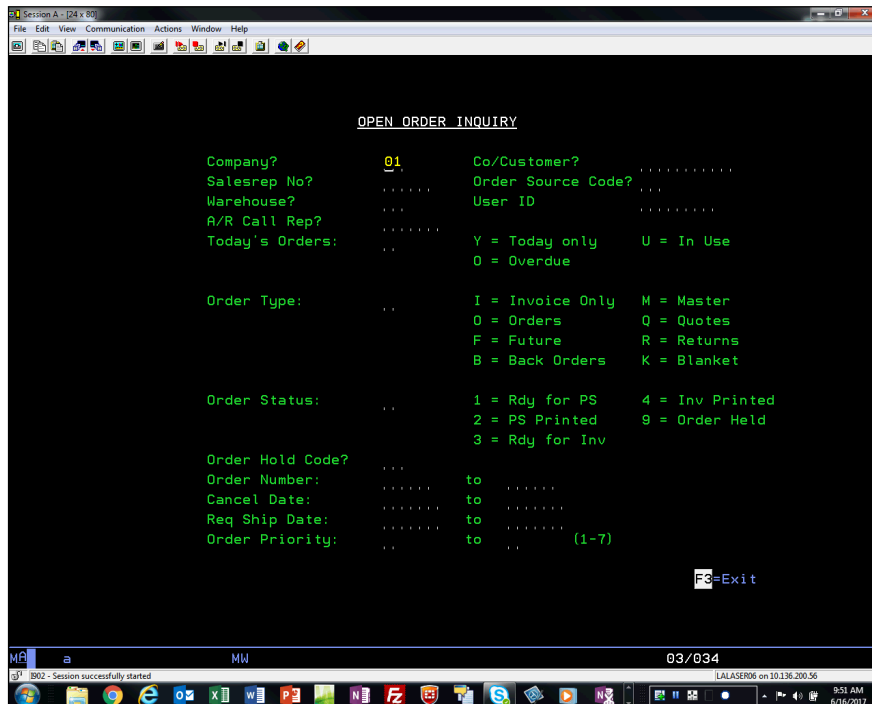 Session A - [24 x 80]
File Edit View Communication Actions Window Help
OPEN ORDER INQUIRY
Company? 01 Co/Customer?
Salesrep No? Order Source Code?
Warehouse? User ID
A/R Call Rep?
Today's Orders: Y = Today only U = In Use
O = Overdue
Order Type: I = Invoice Only M = Master
O = Orders Q = Quotes
F = Future R = Returns
B = Back Orders K = Blanket
Order Status: 1 = Rdy for PS 4 = Inv Printed
2 = PS Printed 9 = Order Held
3 = Rdy for Inv
Order Hold Code?
Order Number: to
Cancel Date: to
Req Ship Date: to
Order Priority: to (1-7)
F3=Exit
MA a MW 03/034
I902 - Session successfully started LALASER06 on 10.136.200.56
9:51 AM
6/16/2017